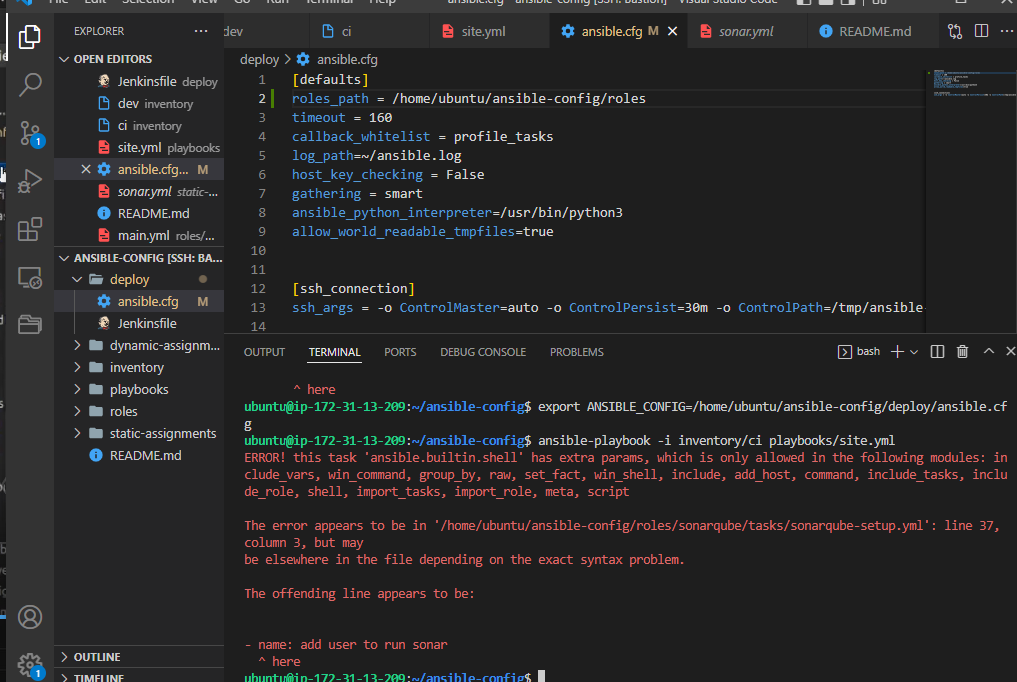 File Edit Selection View Go Run Terminal Help ansible.cfg - ansible-config [SSH: Bastion] - Visual Studio Code
EXPLORER
dev
ci
site.yml
ansible.cfg M
sonar.yml
README.md
OPEN EDITORS
Jenkinsfile deploy
dev inventory
ci inventory
site.yml playbooks
ansible.cfg... M
sonar.yml static-...
README.md
main.yml roles/...
ANSIBLE-CONFIG [SSH: BA...
deploy
ansible.cfg M
Jenkinsfile
dynamic-assignm...
inventory
playbooks
roles
static-assignments
README.md
OUTLINE
TIMELINE
1
1
deploy > ansible.cfg
1 [defaults]
2 roles_path = /home/ubuntu/ansible-config/roles
3 timeout = 160
4 callback_whitelist = profile_tasks
5 log_path=~/ansible.log
6 host_key_checking = False
7 gathering = smart
8 ansible_python_interpreter=/usr/bin/python3
9 allow_world_readable_tmpfiles=true
10
11
12 [ssh_connection]
13 ssh_args = -o ControlMaster=auto -o ControlPersist=30m -o ControlPath=/tmp/ansible-
14
OUTPUT TERMINAL PORTS DEBUG CONSOLE PROBLEMS bash
^ here
ubuntu@ip-172-31-13-209:~/ansible-config$ export ANSIBLE_CONFIG=/home/ubuntu/ansible-config/deploy/ansible.cf
g
ubuntu@ip-172-31-13-209:~/ansible-config$ ansible-playbook -i inventory/ci playbooks/site.yml
ERROR! this task 'ansible.builtin.shell' has extra params, which is only allowed in the following modules: in
clude_vars, win_command, group_by, raw, set_fact, win_shell, include, add_host, command, include_tasks, inclu
de_role, shell, import_tasks, import_role, meta, script
The error appears to be in '/home/ubuntu/ansible-config/roles/sonarqube/tasks/sonarqube-setup.yml': line 37,
column 3, but may
be elsewhere in the file depending on the exact syntax problem.
The offending line appears to be:
- name: add user to run sonar
^ here
ubuntu@ip-172-31-13-209:~/ansible-config$